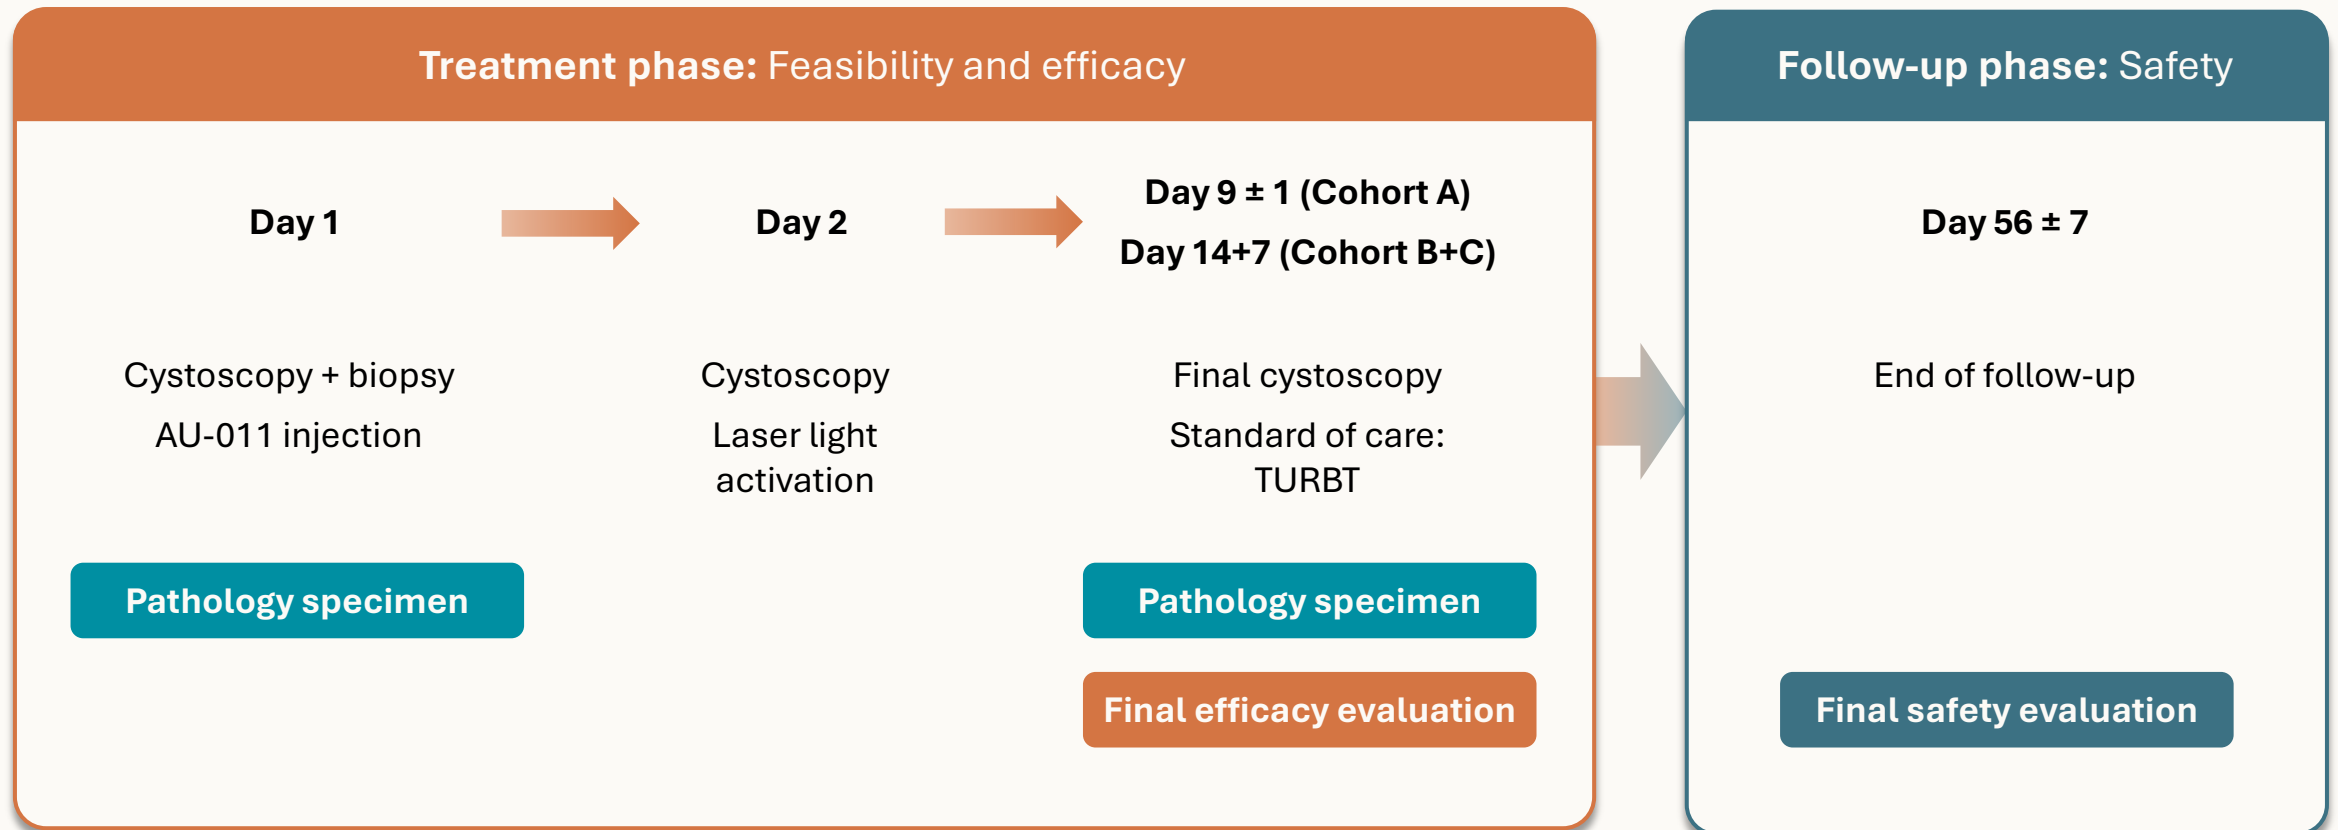 Treatment phase: Feasibility and efficacy
Day 1
Cystoscopy + biopsy
AU-011 injection
Pathology specimen
Day 2
Cystoscopy
Laser light
activation
Day 9 ± 1 (Cohort A)
Day 14+7 (Cohort B+C)
Final cystoscopy
Standard of care:
TURBT
Pathology specimen
Final efficacy evaluation
Follow-up phase: Safety
Day 56 ± 7
End of follow-up
Final safety evaluation